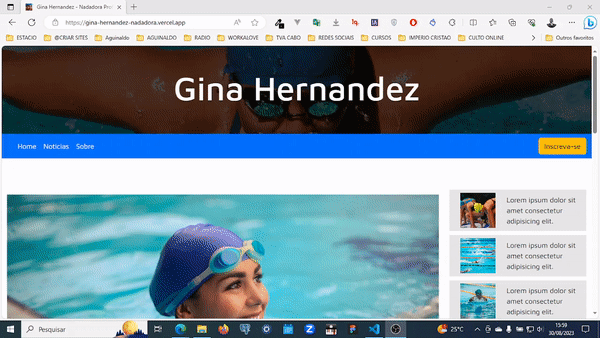 Gina Hernandez - Nadadora Pro
https://gina-hernandez-nadadora.vercel.app
ESTACIO
@CRIAR SITES
Aguinaldo
AGUINALDO
RADIO
WORKALOVE
TVA CABO
REDES SOCIAIS
CURSOS
IMPERIO CRISTAO
CULTO ONLINE
Outros favoritos
Gina Hernandez
Home Noticias Sobre
Inscreva-se
Lorem ipsum dolor sit
amet consectetur
adipisicing elit.
Lorem ipsum dolor sit
amet consectetur
adipisicing elit.
Lorem ipsum dolor sit
amet consectetur
Pesquisar
25°C
15:59
30/08/2023